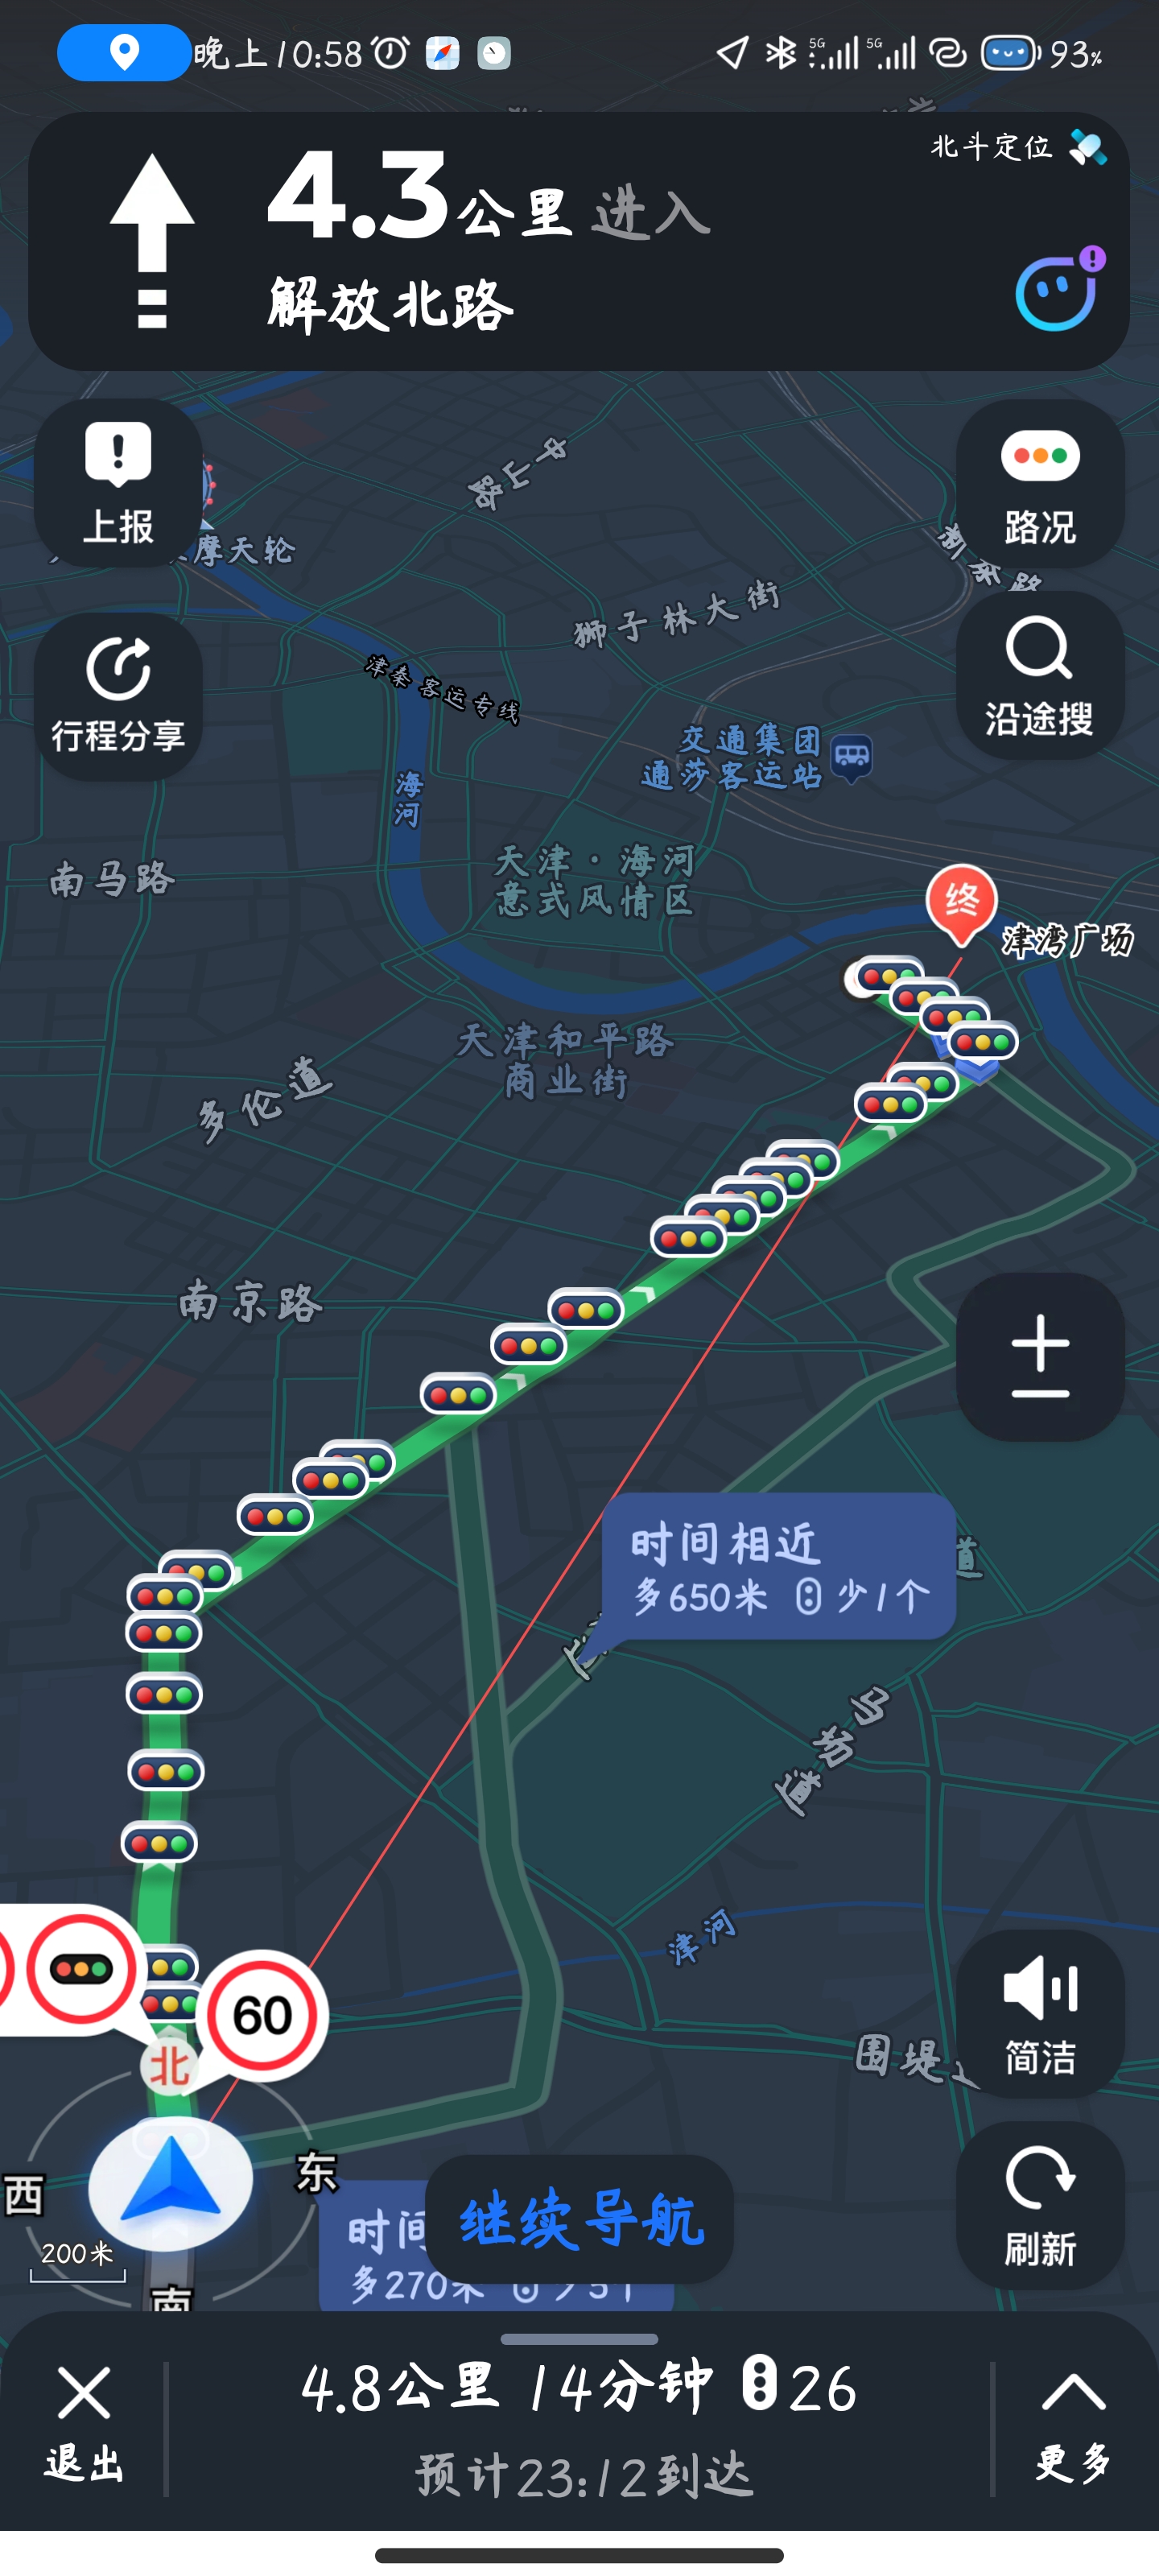 晚上10:58
5G
5G
93%
北斗定位
4.3公里 进入
解放北路
上报
路况
中山路
摩天轮
新茶路
狮子林大街
行程分享
沿途搜
津秦客运专线
交通集团
通莎客运站
海河
天津·海河
意式风情区
南马路
终
津湾广场
天津和平路
商业街
多伦道
南京路
时间相近
多650米 少1个
道
马场道
津河
60
围堤
简洁
北
东
西
200米
南
时间
多270米
继续导航
刷新
4.8公里 14分钟 26
预计23:12到达
退出
更多